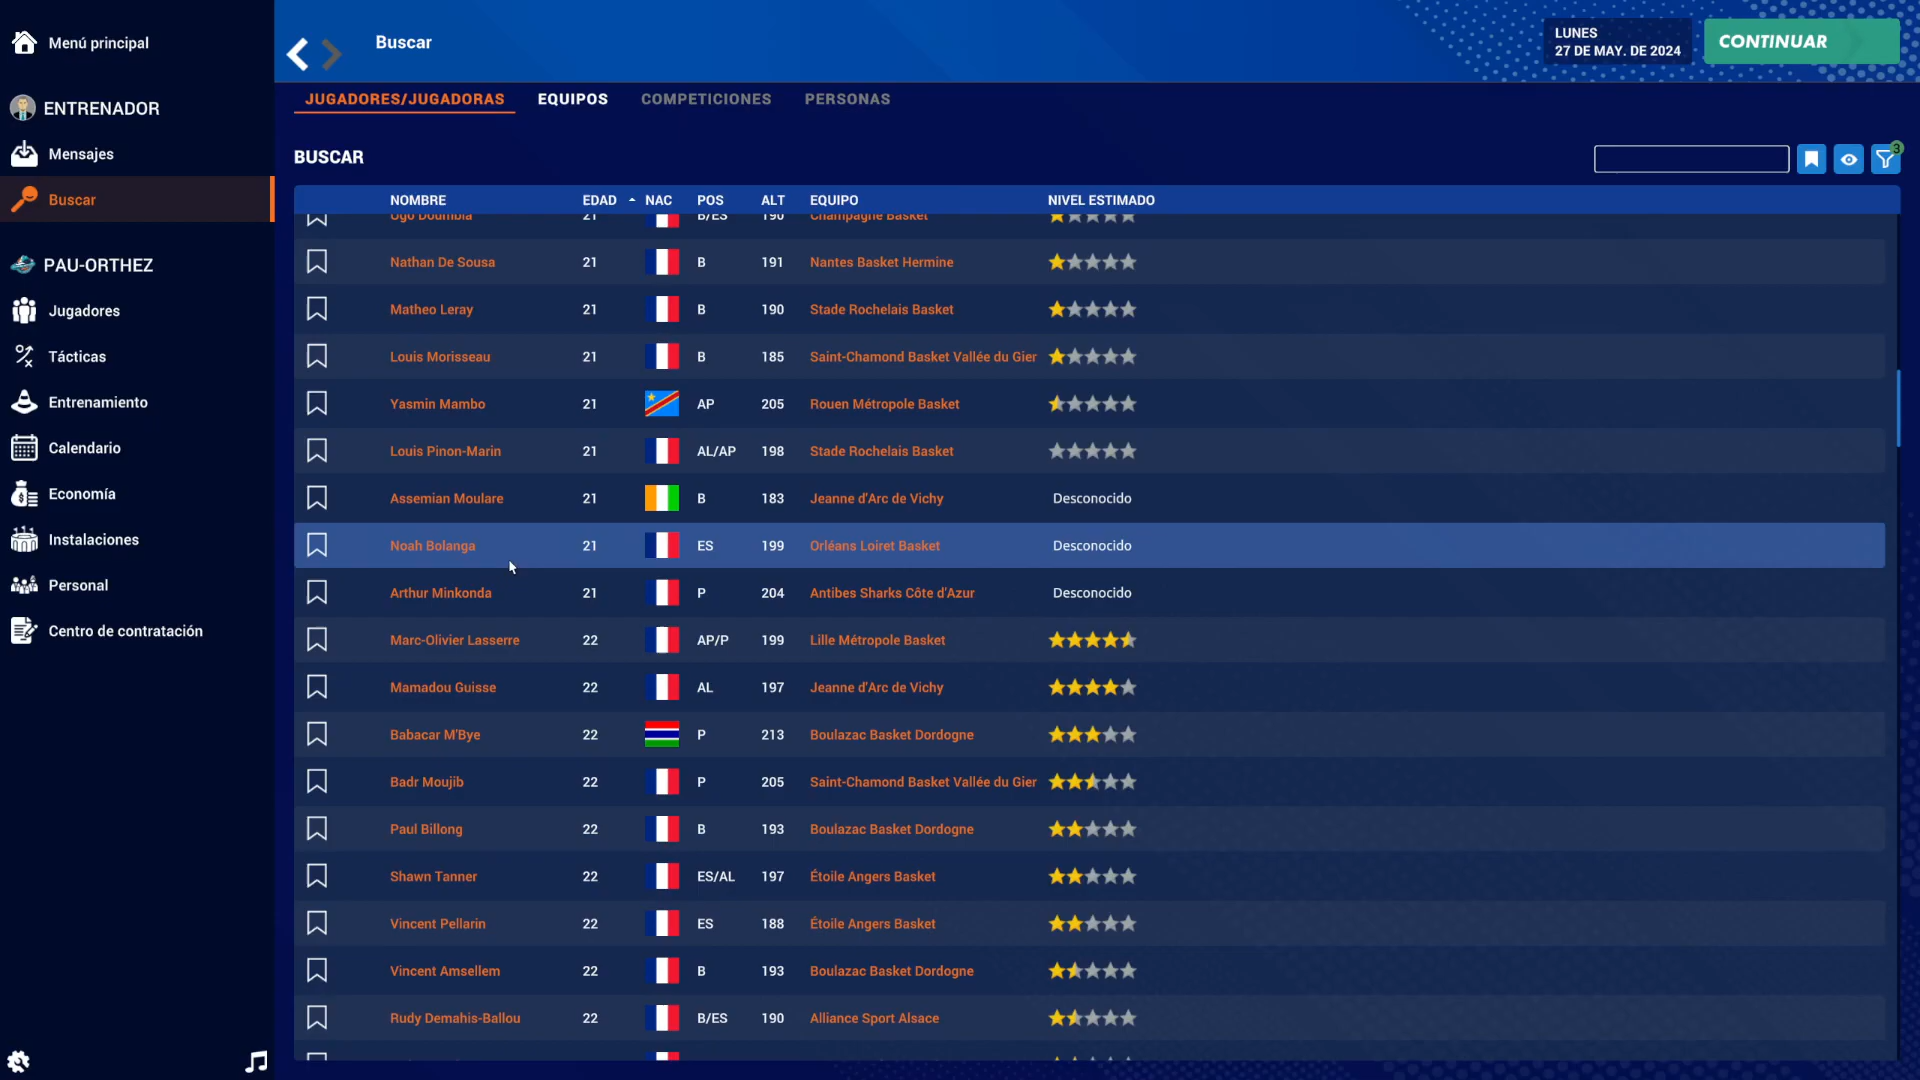 Menú principal
ENTRENADOR
Mensajes
Buscar
PAU-ORTHEZ
Jugadores
Tácticas
Entrenamiento
Calendario
Economía
Instalaciones
Personal
Centro de contratación
Buscar
LUNES
27 DE MAY. DE 2024
CONTINUAR
JUGADORES/JUGADORAS EQUIPOS COMPETICIONES PERSONAS
BUSCAR
3
NOMBRE EDAD NAC POS ALT EQUIPO NIVEL ESTIMADO
Ugo Doumbia 21 B/ES 190 Champagne Basket
Nathan De Sousa 21 B 191 Nantes Basket Hermine
Matheo Leray 21 B 190 Stade Rochelais Basket
Louis Morisseau 21 B 185 Saint-Chamond Basket Vallée du Gier
Yasmin Mambo 21 AP 205 Rouen Métropole Basket
Louis Pinon-Marin 21 AL/AP 198 Stade Rochelais Basket
Assemian Moulare 21 B 183 Jeanne d'Arc de Vichy Desconocido
Noah Bolanga 21 ES 199 Orléans Loiret Basket Desconocido
Arthur Minkonda 21 P 204 Antibes Sharks Côte d'Azur Desconocido
Marc-Olivier Lasserre 22 AP/P 199 Lille Métropole Basket
Mamadou Guisse 22 AL 197 Jeanne d'Arc de Vichy
Babacar M'Bye 22 P 213 Boulazac Basket Dordogne
Badr Moujib 22 P 205 Saint-Chamond Basket Vallée du Gier
Paul Billong 22 B 193 Boulazac Basket Dordogne
Shawn Tanner 22 ES/AL 197 Étoile Angers Basket
Vincent Pellarin 22 ES 188 Étoile Angers Basket
Vincent Amsellem 22 B 193 Boulazac Basket Dordogne
Rudy Demahis-Ballou 22 B/ES 190 Alliance Sport Alsace